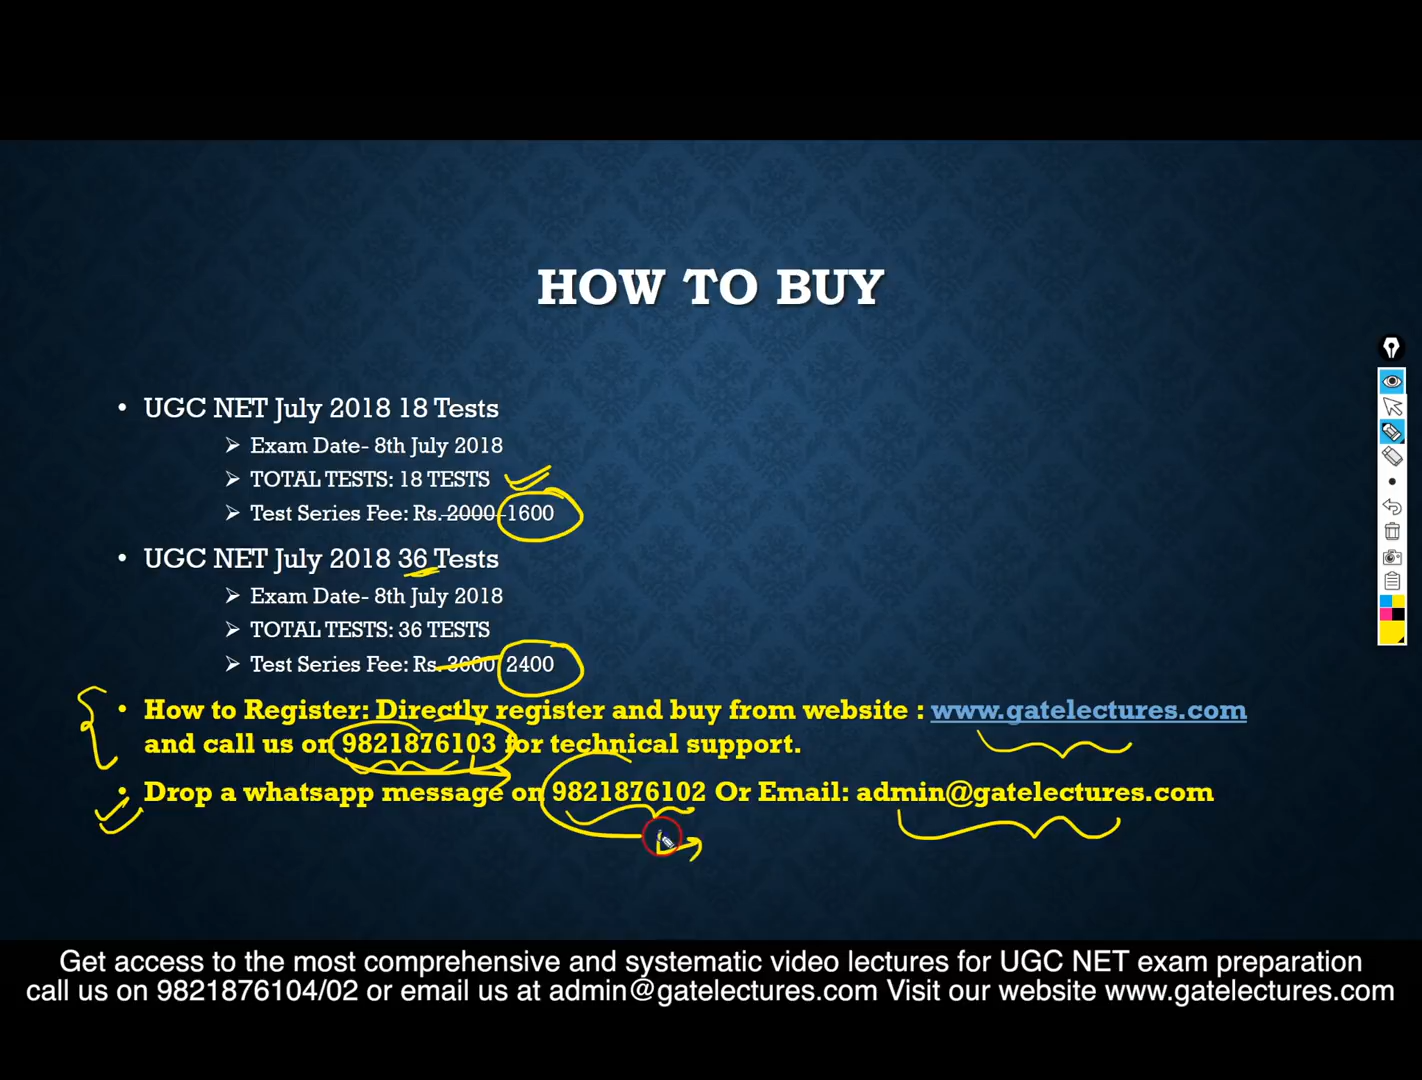 HOW TO BUY
• UGC NET July 2018 18 Tests
➢ Exam Date- 8th July 2018
➢ TOTAL TESTS: 18 TESTS
➢ Test Series Fee: Rs. 2000 1600
• UGC NET July 2018 36 Tests
➢ Exam Date- 8th July 2018
➢ TOTAL TESTS: 36 TESTS
➢ Test Series Fee: Rs. 3000 2400
• How to Register: Directly register and buy from website : www.gatelectures.com
and call us on 9821876103 for technical support.
• Drop a whatsapp message on 9821876102 Or Email: admin@gatelectures.com
Get access to the most comprehensive and systematic video lectures for UGC NET exam preparation
call us on 9821876104/02 or email us at admin@gatelectures.com Visit our website www.gatelectures.com